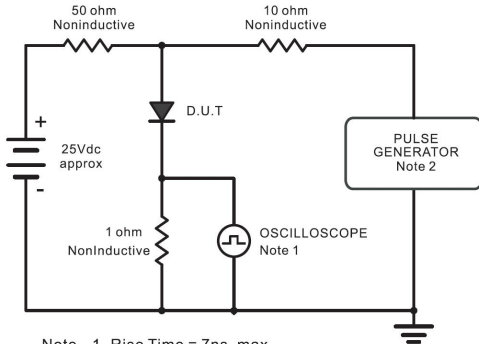 50 ohm
Noninductive
10 ohm
Noninductive
D.U.T
+
25Vdc
approx
-
PULSE
GENERATOR
Note 2
1 ohm
NonInductive
OSCILLOSCOPE
Note 1
Note 1. Rise Time = 7ns max